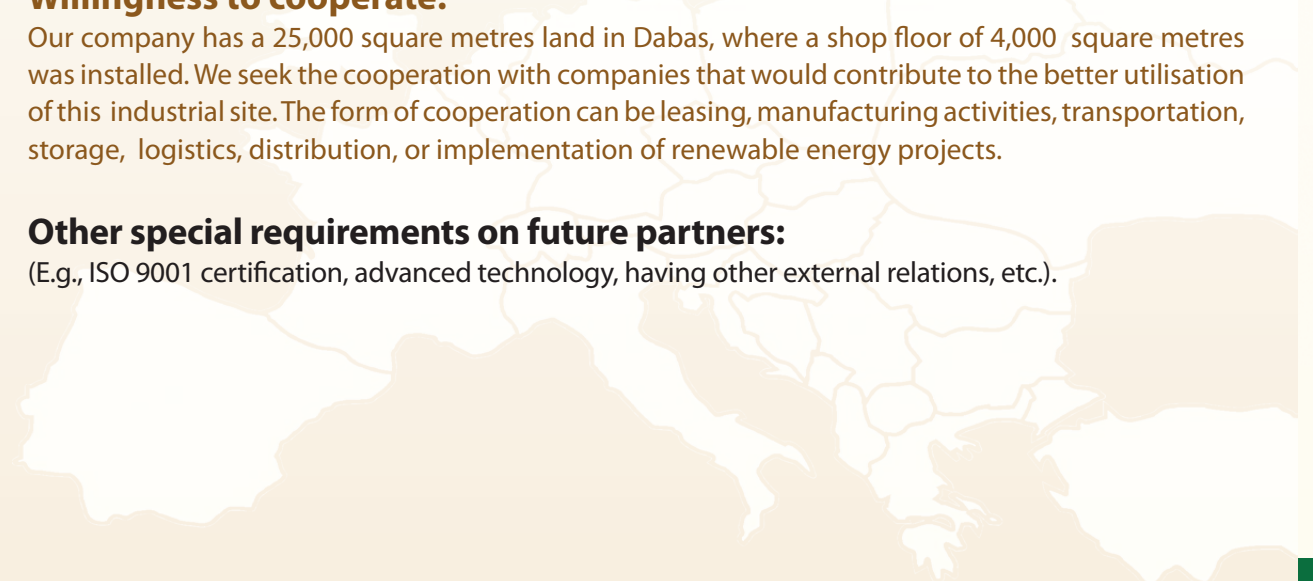 Willingness to cooperate:
Our company has a 25,000 square metres land in Dabas, where a shop floor of 4,000 square metres
was installed. We seek the cooperation with companies that would contribute to the better utilisation
of this industrial site. The form of cooperation can be leasing, manufacturing activities, transportation,
storage, logistics, distribution, or implementation of renewable energy projects.
Other special requirements on future partners:
(E.g., ISO 9001 certification, advanced technology, having other external relations, etc.).